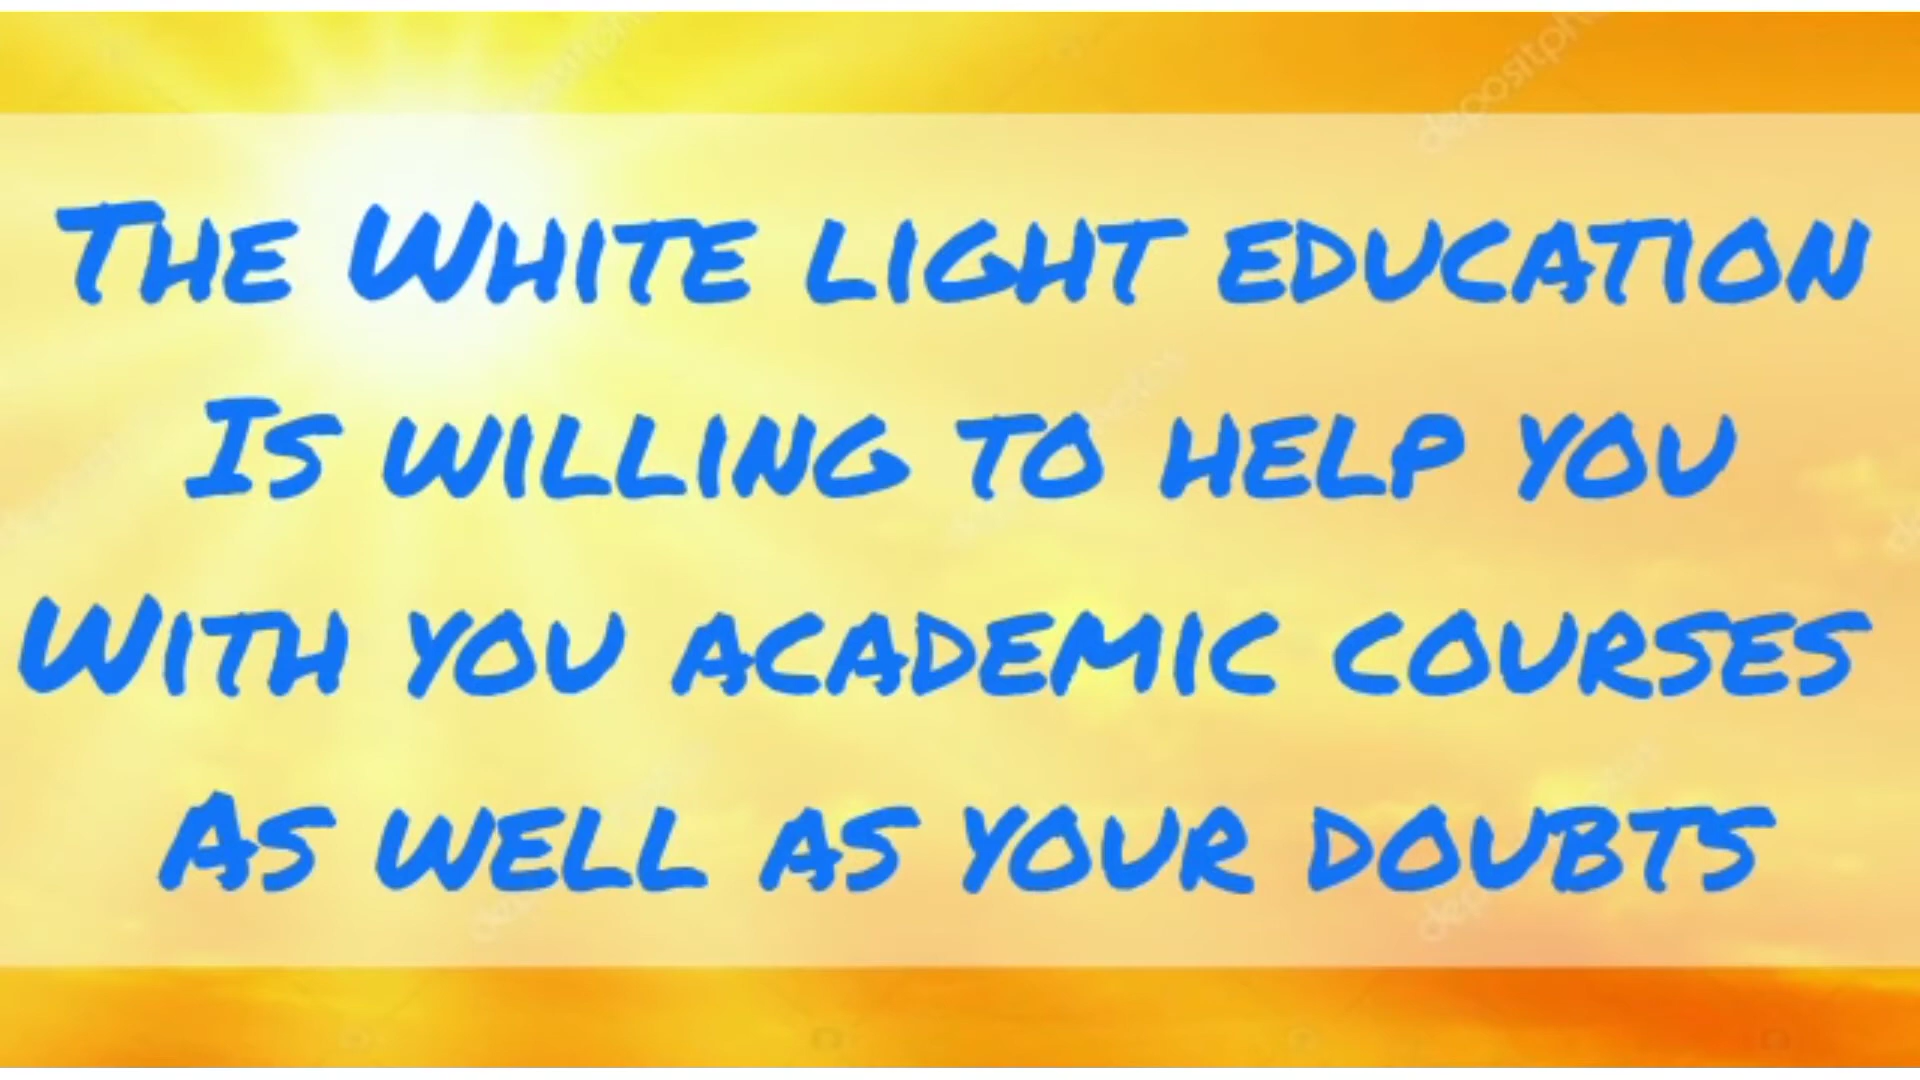 The White light education
Is willing to help you
With you academic courses
As well as your doubts